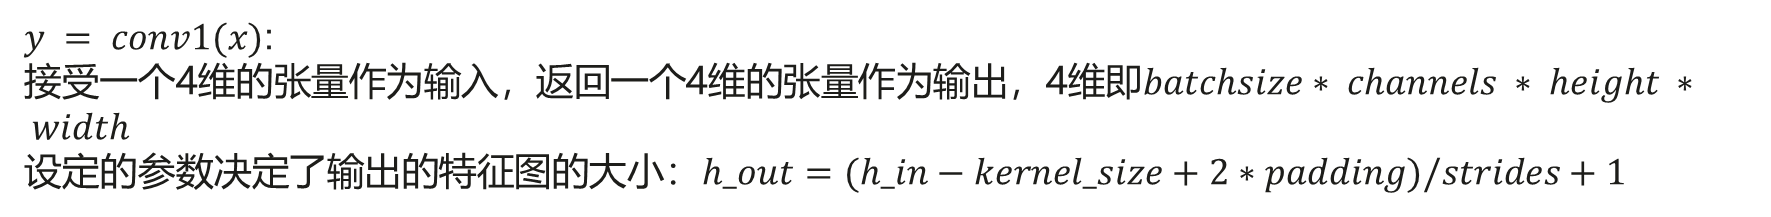 y = conv1(x):
接受一个4维的张量作为输入，返回一个4维的张量作为输出，4维即batchsize * channels * height *
width
设定的参数决定了输出的特征图的大小：h_out = (h_in − kernel_size + 2 * padding)/strides + 1